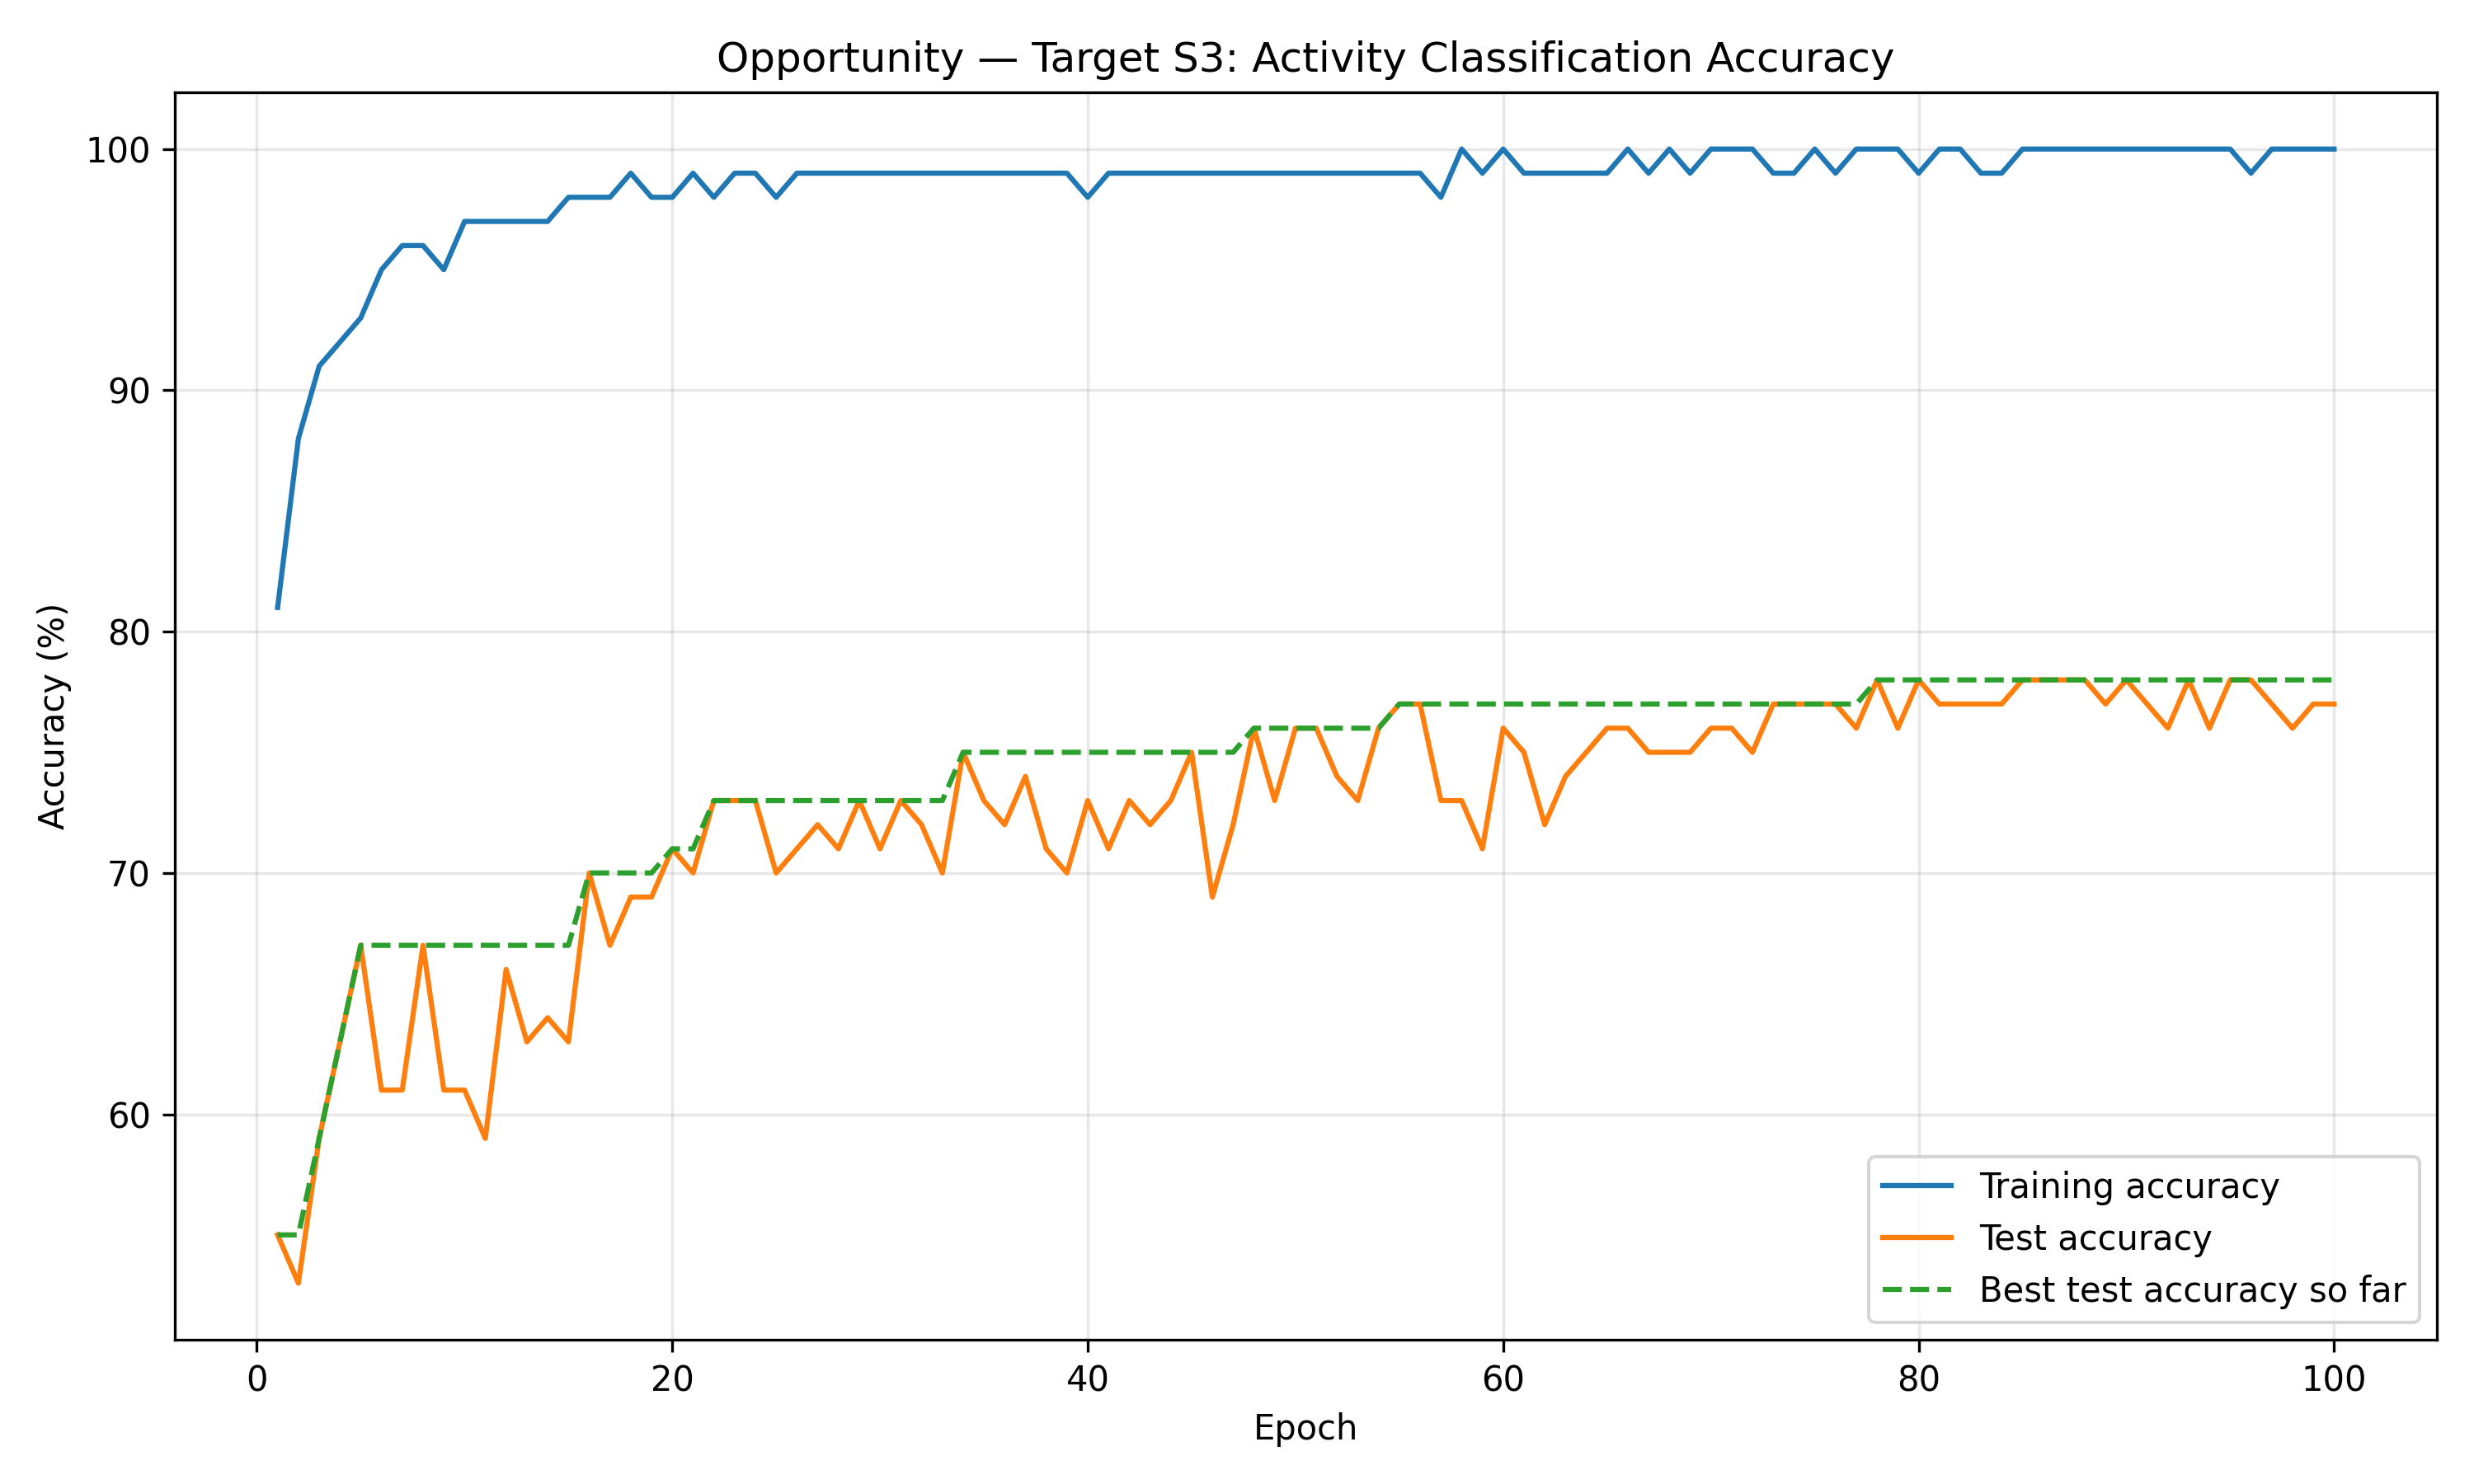 Opportunity — Target S3: Activity Classification Accuracy
Accuracy (%)
100
90
80
70
60
0 20 40 60 80 100
Epoch
Training accuracy
Test accuracy
Best test accuracy so far